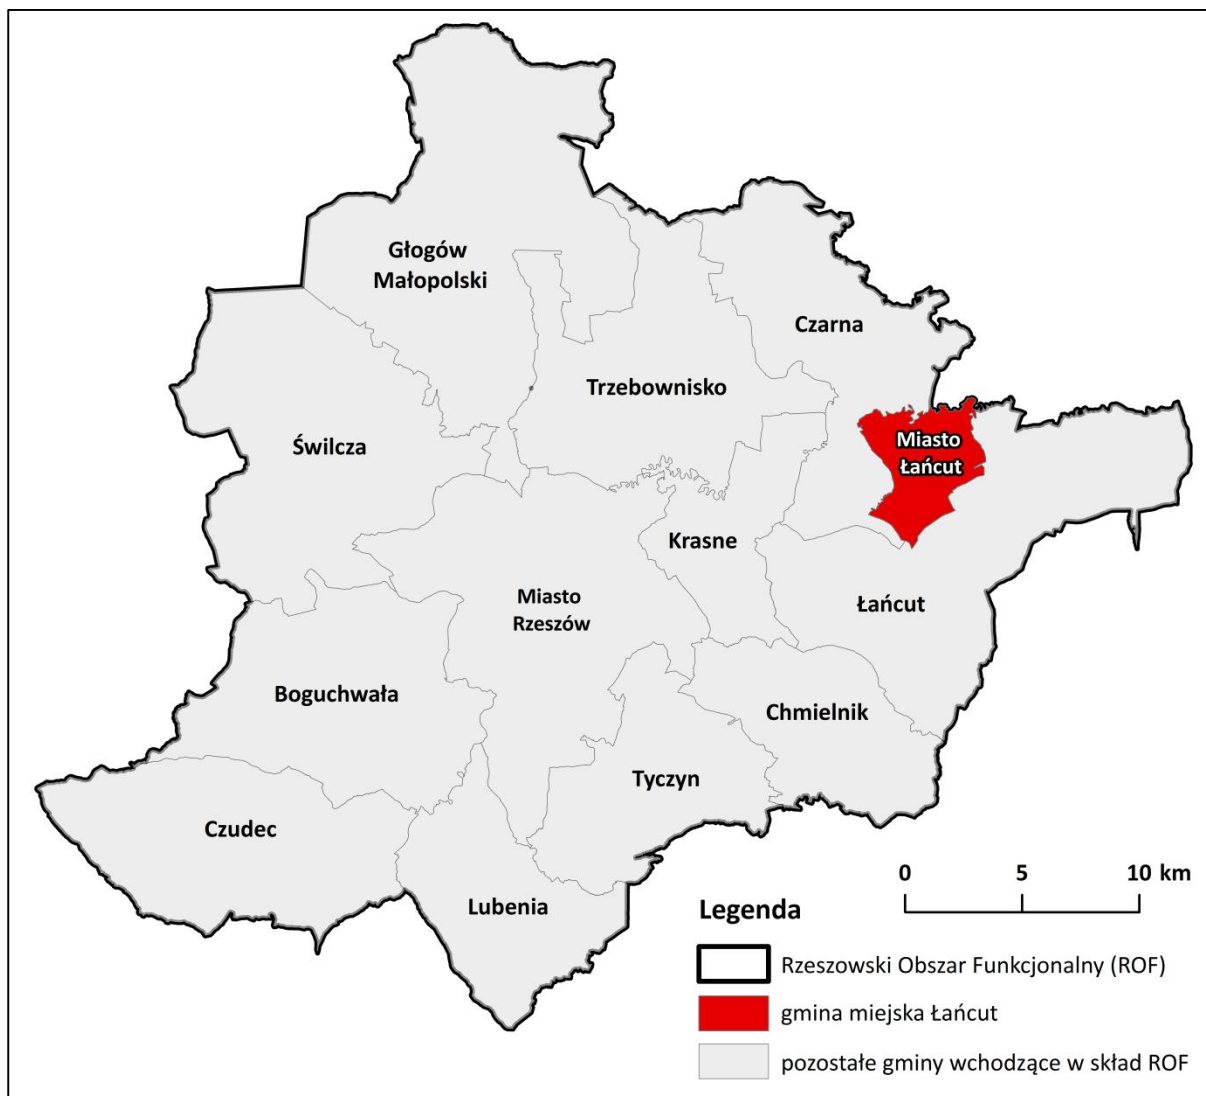 Głogów
Małopolski
Czarna
Trzebownisko
Miasto
Łańcut
Świlcza
Krasne
Miasto
Rzeszów
Łańcut
Boguchwała
Chmielnik
Tyczyn
Czudec
Lubenia
0 5 10 km
Legenda
Rzeszowski Obszar Funkcjonalny (ROF)
gmina miejska Łańcut
pozostałe gminy wchodzące w skład ROF